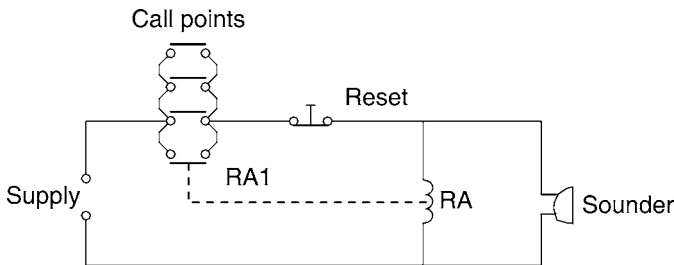 Call points
Reset
RA1
Supply
RA
Sounder